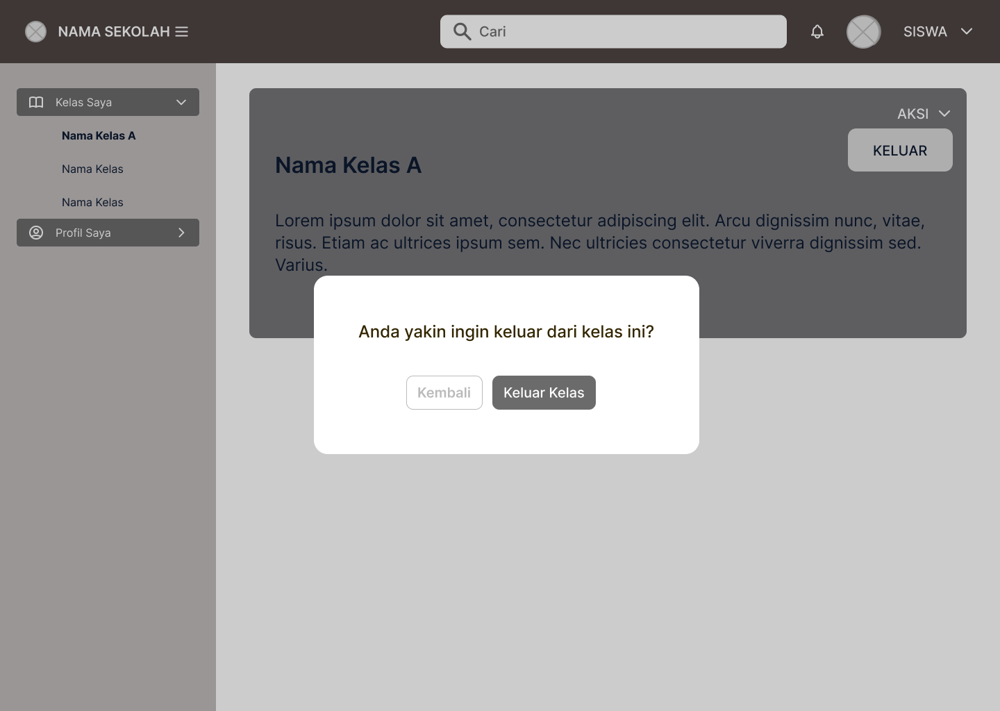 NAMA SEKOLAH
Cari
SISWA
Kelas Saya
Nama Kelas A
Nama Kelas
Nama Kelas
Profil Saya
AKSI
KELUAR
Nama Kelas A
Lorem ipsum dolor sit amet, consectetur adipiscing elit. Arcu dignissim nunc, vitae,
risus. Etiam ac ultrices ipsum sem. Nec ultricies consectetur viverra dignissim sed.
Varius.
Anda yakin ingin keluar dari kelas ini?
Kembali
Keluar Kelas